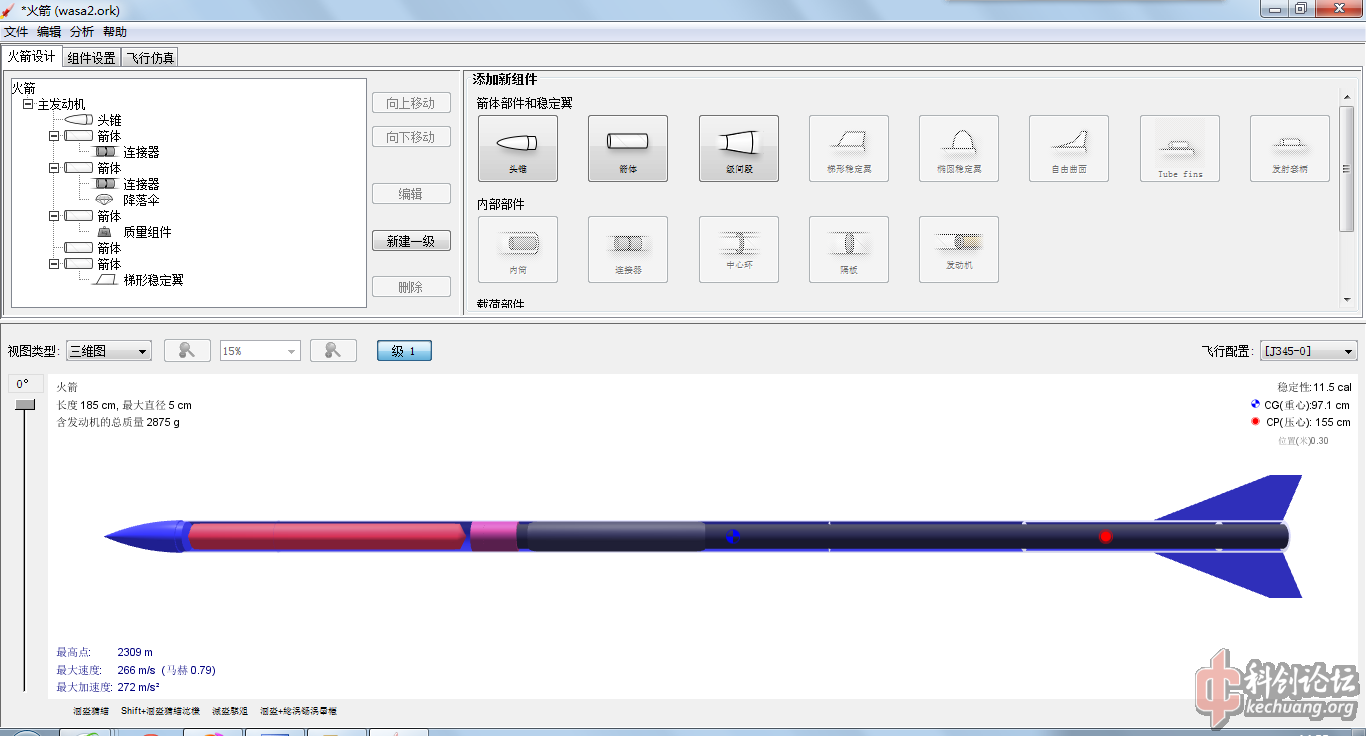 *火箭 (wasa2.ork)
文件 编辑 分析 帮助
火箭设计 组件设置 飞行仿真
火箭
主发动机
头锥
箭体
连接器
箭体
连接器
降落伞
箭体
质量组件
箭体
箭体
梯形稳定翼
向上移动
向下移动
编辑
新建一级
删除
添加新组件
箭体部件和稳定翼
头锥 箭体 级间段 梯形稳定翼 椭圆稳定翼 自由曲面 Tube fins 发射套柄
内部部件
内筒 连接器 中心环 隔板 发动机
载荷部件
视图类型: 三维图 15% 级 1 飞行配置: [J345-0]
0°
火箭
长度 185 cm, 最大直径 5 cm
含发动机的总质量 2875 g
稳定性:11.5 cal
CG(重心):97.1 cm
CP(压心): 155 cm
位置(米)0.30
最高点: 2309 m
最大速度: 266 m/s (马赫 0.79)
最大加速度: 272 m/s²
科创论坛
kechuang.org